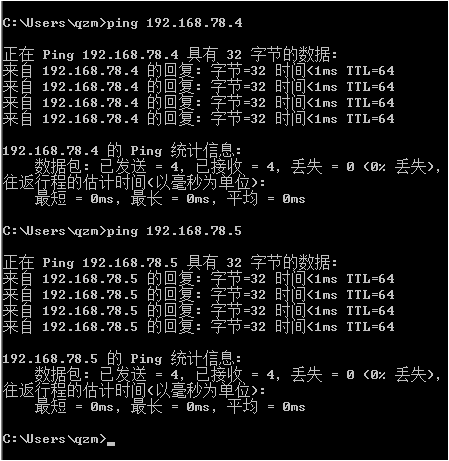 C:\Users\qzm>ping 192.168.78.4
正在 Ping 192.168.78.4 具有 32 字节的数据:
来自 192.168.78.4 的回复: 字节=32 时间<1ms TTL=64
来自 192.168.78.4 的回复: 字节=32 时间<1ms TTL=64
来自 192.168.78.4 的回复: 字节=32 时间<1ms TTL=64
来自 192.168.78.4 的回复: 字节=32 时间<1ms TTL=64
192.168.78.4 的 Ping 统计信息:
数据包: 已发送 = 4，已接收 = 4，丢失 = 0 (0% 丢失)，
往返行程的估计时间(以毫秒为单位):
最短 = 0ms，最长 = 0ms，平均 = 0ms
C:\Users\qzm>ping 192.168.78.5
正在 Ping 192.168.78.5 具有 32 字节的数据:
来自 192.168.78.5 的回复: 字节=32 时间<1ms TTL=64
来自 192.168.78.5 的回复: 字节=32 时间<1ms TTL=64
来自 192.168.78.5 的回复: 字节=32 时间<1ms TTL=64
来自 192.168.78.5 的回复: 字节=32 时间<1ms TTL=64
192.168.78.5 的 Ping 统计信息:
数据包: 已发送 = 4，已接收 = 4，丢失 = 0 (0% 丢失)，
往返行程的估计时间(以毫秒为单位):
最短 = 0ms，最长 = 0ms，平均 = 0ms
C:\Users\qzm>